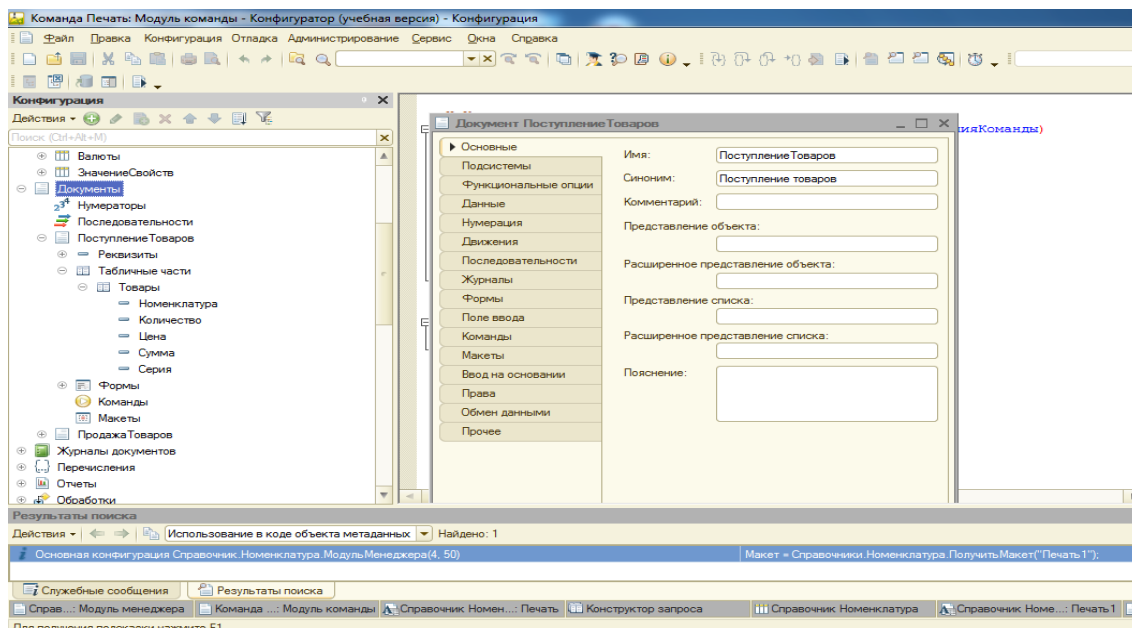 Команда Печать: Модуль команды - Конфигуратор (учебная версия) - Конфигурация
Файл Правка Конфигурация Отладка Администрирование Сервис Окна Справка
Конфигурация
Действия
Поиск (Ctrl+Alt+M)
Валюты
ЗначениеСвойств
Документы
Нумераторы
Последовательности
ПоступлениеТоваров
Реквизиты
Табличные части
Товары
Номенклатура
Количество
Цена
Сумма
Серия
Формы
Команды
Макеты
ПродажаТоваров
Журналы документов
Перечисления
Отчеты
Обработки
Документ ПоступлениеТоваров
цияКоманды)
Основные
Подсистемы
Функциональные опции
Данные
Нумерация
Движения
Последовательности
Журналы
Формы
Поле ввода
Команды
Макеты
Ввод на основании
Права
Обмен данными
Прочее
Имя: ПоступлениеТоваров
Синоним: Поступление товаров
Комментарий:
Представление объекта:
Расширенное представление объекта:
Представление списка:
Расширенное представление списка:
Пояснение:
Результаты поиска
Действия Использование в коде объекта метаданных Найдено: 1
Основная конфигурация Справочник.Номенклатура.МодульМенеджера(4, 50) Макет = Справочники.Номенклатура.ПолучитьМакет("Печать1");
Служебные сообщения Результаты поиска
Справ...: Модуль менеджера Команда ...: Модуль команды Справочник Номен...: Печать Конструктор запроса Справочник Номенклатура Справочник Номе...: Печать1
Для получения подсказки нажмите F1